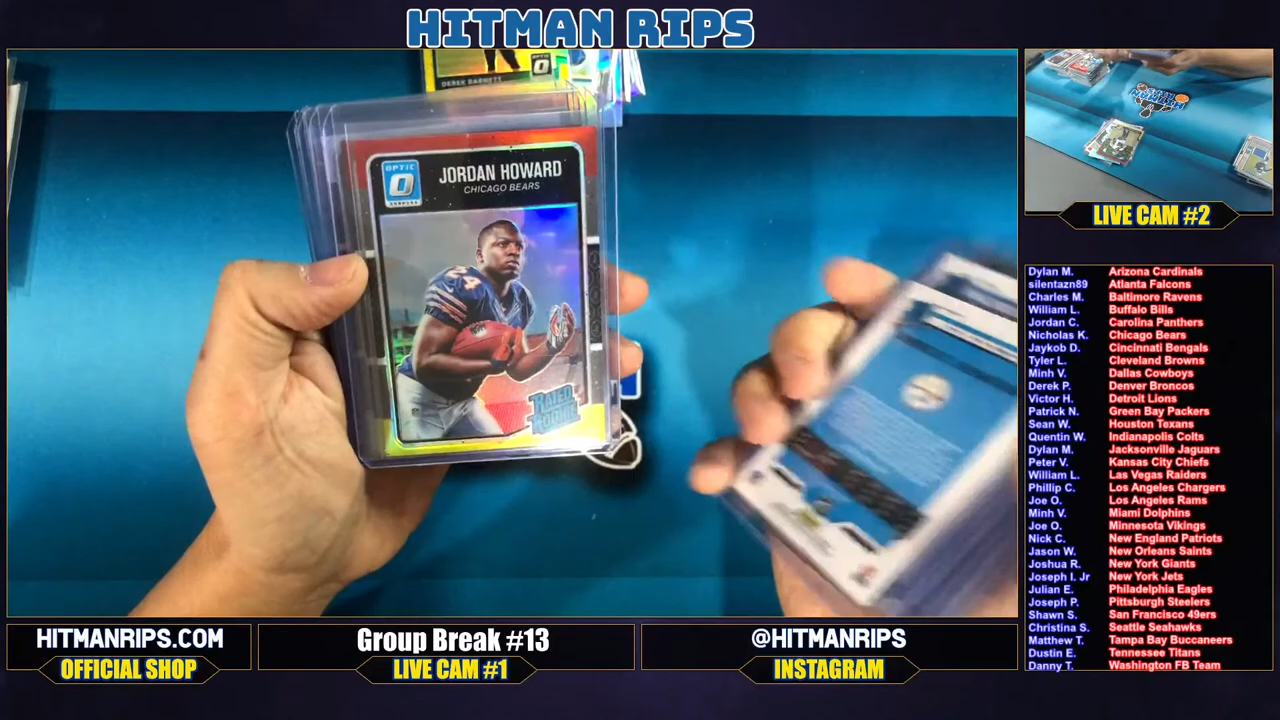 HITMAN RIPS
DEREK BARNETT
OPTIC
OPTIC
JORDAN HOWARD
CHICAGO BEARS
24
RATED
ROOKIE
LIVE CAM #2
Dylan M. Arizona Cardinals
silentazn89 Atlanta Falcons
Charles M. Baltimore Ravens
William L. Buffalo Bills
Jordan C. Carolina Panthers
Nicholas K. Chicago Bears
Jaykob D. Cincinnati Bengals
Tyler L. Cleveland Browns
Minh V. Dallas Cowboys
Derek P. Denver Broncos
Victor H. Detroit Lions
Patrick N. Green Bay Packers
Sean W. Houston Texans
Quentin W. Indianapolis Colts
Dylan M. Jacksonville Jaguars
Peter V. Kansas City Chiefs
William L. Las Vegas Raiders
Phillip C. Los Angeles Chargers
Joe O. Los Angeles Rams
Minh V. Miami Dolphins
Joe O. Minnesota Vikings
Nick C. New England Patriots
Jason W. New Orleans Saints
Joshua R. New York Giants
Joseph I. Jr New York Jets
Julian E. Philadelphia Eagles
Joseph P. Pittsburgh Steelers
Shawn S. San Francisco 49ers
Christina S. Seattle Seahawks
Matthew T. Tampa Bay Buccaneers
Dustin E. Tennessee Titans
Danny T. Washington FB Team
HITMANRIPS.COM
OFFICIAL SHOP
Group Break #13
LIVE CAM #1
@HITMANRIPS
INSTAGRAM